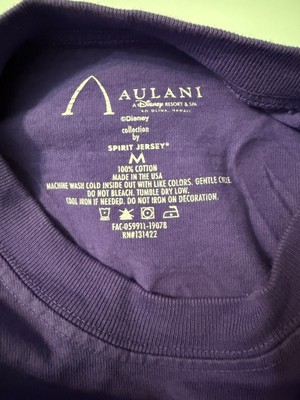 AULANI
A Disney RESORT & SPA
KO OLINA, HAWAI'I
©Disney
collection
by
SPIRIT JERSEY®
M
100% COTTON
MADE IN THE USA
MACHINE WASH COLD INSIDE OUT WITH LIKE COLORS. GENTLE CYCLE.
DO NOT BLEACH. TUMBLE DRY LOW.
COOL IRON IF NEEDED. DO NOT IRON ON DECORATION.
FAC-059911-19078
RN#131422